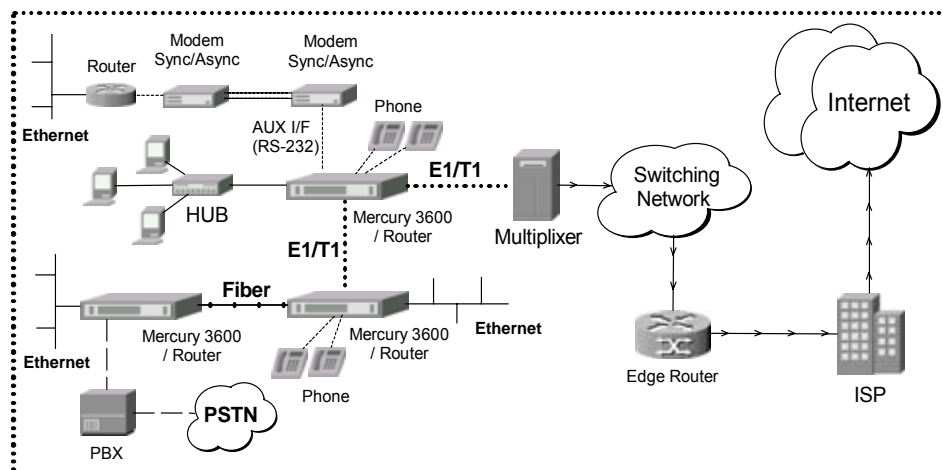 Modem
Sync/Async
Modem
Sync/Async
Router
Phone
Ethernet
AUX I/F
(RS-232)
Internet
E1/T1
Switching
Network
HUB
Mercury 3600
/ Router
Multiplixer
E1/T1
Fiber
Mercury 3600
/ Router
Mercury 3600
/ Router
Ethernet
Ethernet
Edge Router
Phone
ISP
PSTN
PBX